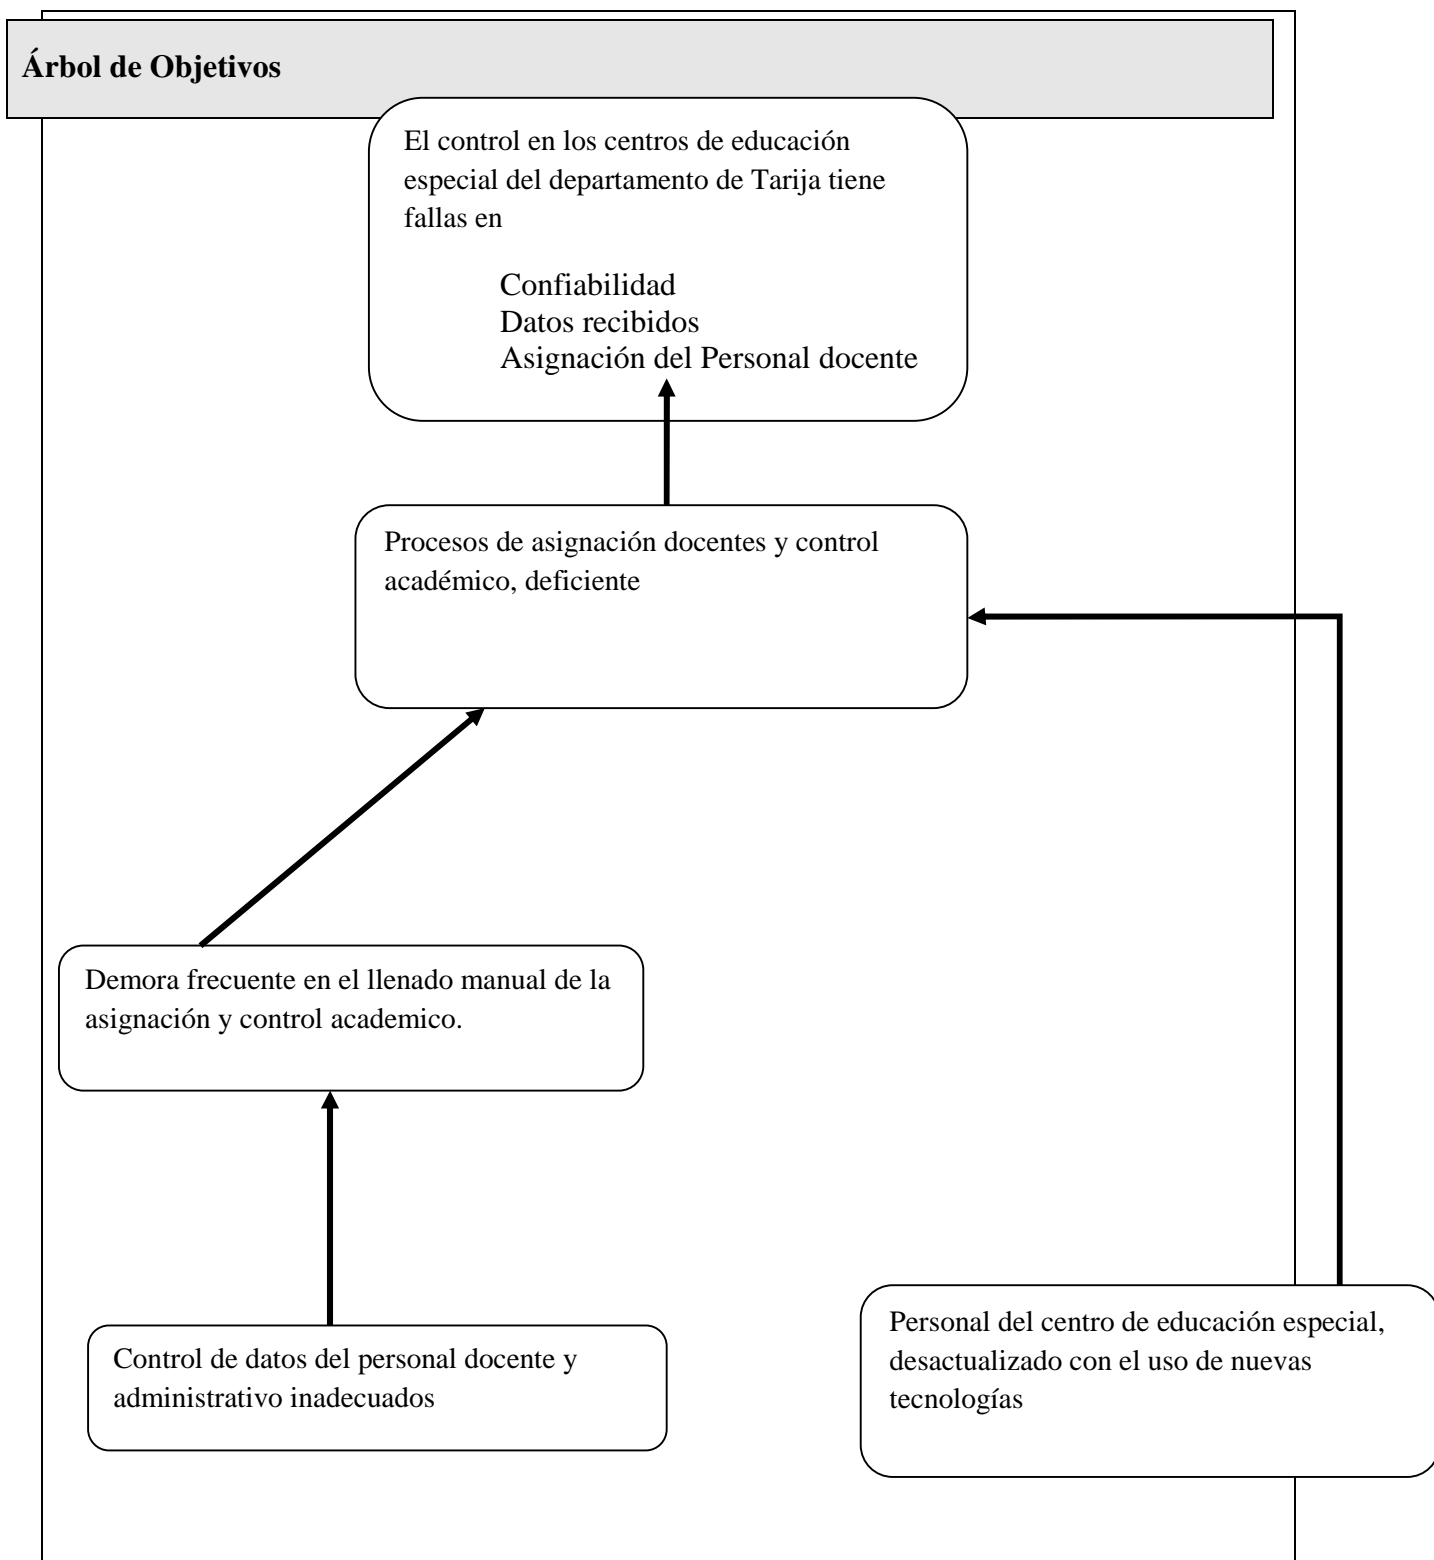 Árbol de Objetivos
El control en los centros de educación
especial del departamento de Tarija tiene
fallas en
Confiabilidad
Datos recibidos
Asignación del Personal docente
Procesos de asignación docentes y control
académico, deficiente
Demora frecuente en el llenado manual de la
asignación y control academico.
Control de datos del personal docente y
administrativo inadecuados
Personal del centro de educación especial,
desactualizado con el uso de nuevas
tecnologías